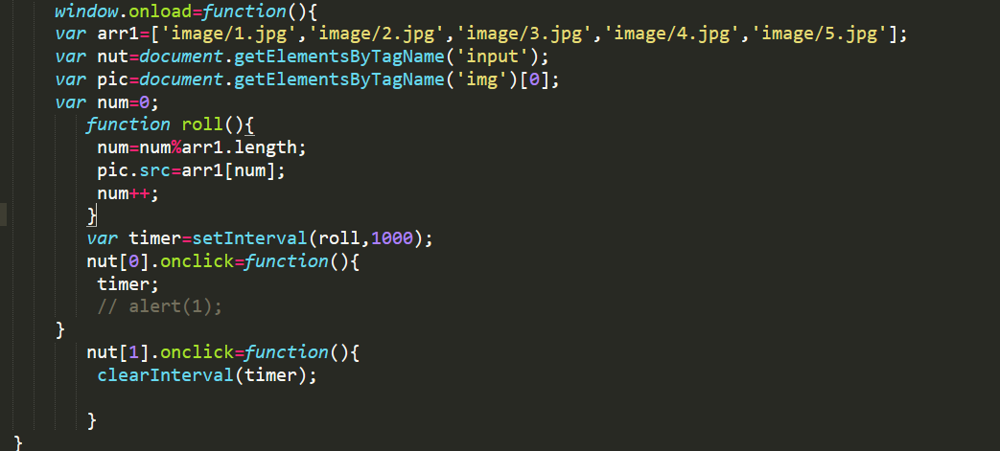 window.onload=function(){
var arr1=['image/1.jpg','image/2.jpg','image/3.jpg','image/4.jpg','image/5.jpg'];
var nut=document.getElementsByTagName('input');
var pic=document.getElementsByTagName('img')[0];
var num=0;
function roll(){
num=num%arr1.length;
pic.src=arr1[num];
num++;
}
var timer=setInterval(roll,1000);
nut[0].onclick=function(){
timer;
// alert(1);
}
nut[1].onclick=function(){
clearInterval(timer);
}
}